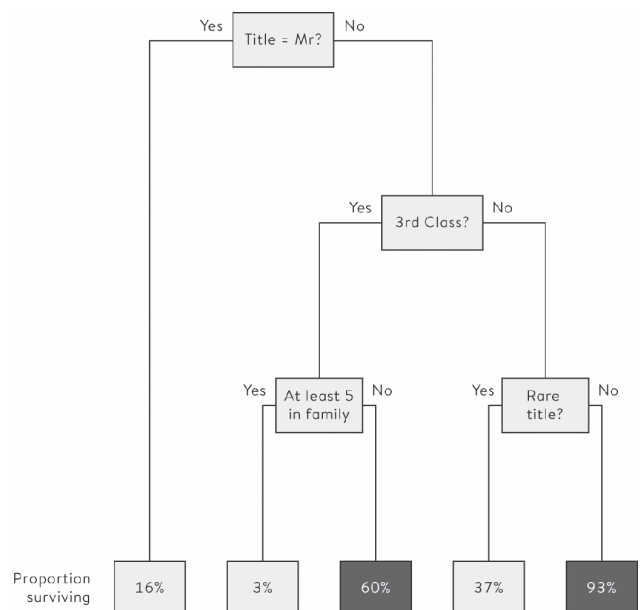 Yes
Title = Mr?
No
Yes
3rd Class?
No
Yes
At least 5
in family
No
Yes
Rare
title?
No
Proportion
surviving
16%
3%
60%
37%
93%